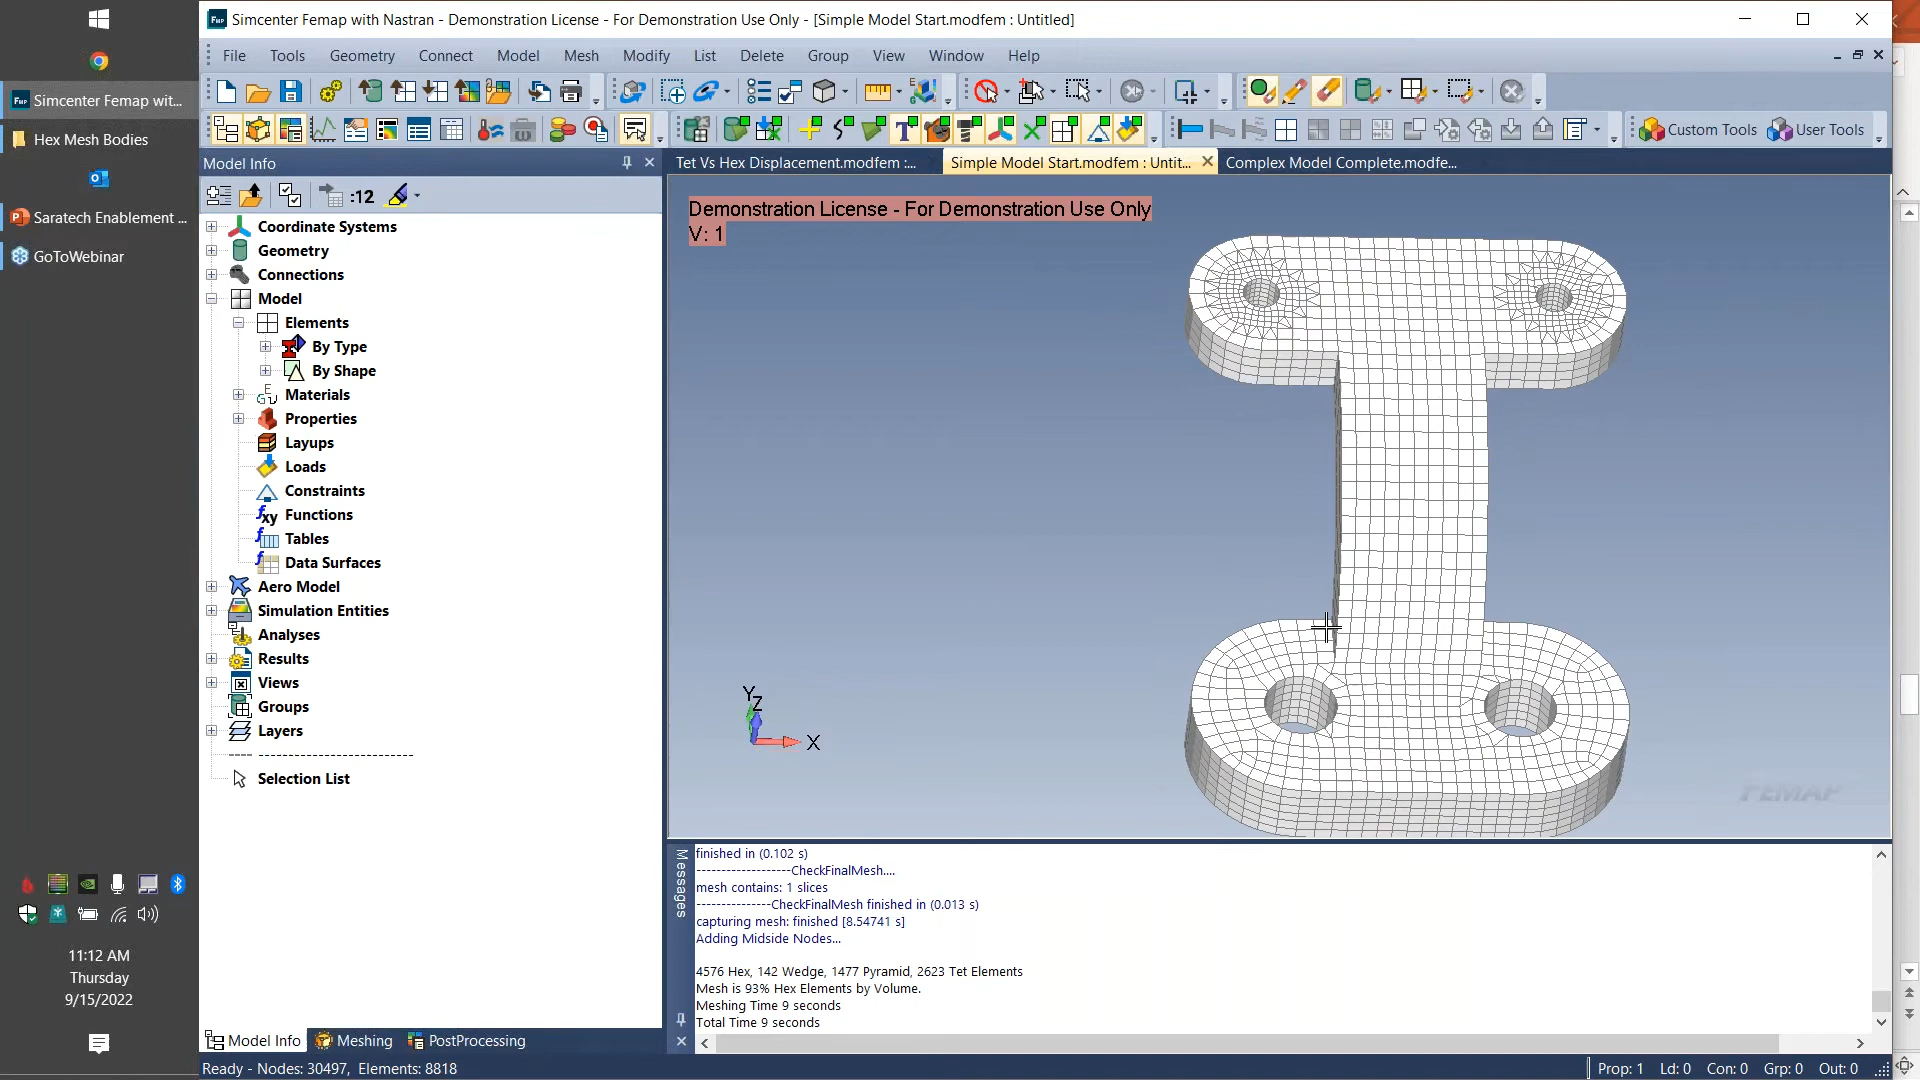 Simcenter Femap with Nastran - Demonstration License - For Demonstration Use Only - [Simple Model Start.modfem : Untitled]
File Tools Geometry Connect Model Mesh Modify List Delete Group View Window Help
Custom Tools User Tools
Simcenter Femap wit...
Hex Mesh Bodies
Saratech Enablement ...
GoToWebinar
11:12 AM
Thursday
9/15/2022
Model Info
:12
Coordinate Systems
Geometry
Connections
Model
Elements
By Type
By Shape
Materials
Properties
Layups
Loads
Constraints
Functions
Tables
Data Surfaces
Aero Model
Simulation Entities
Analyses
Results
Views
Groups
Layers
Selection List
Model Info Meshing PostProcessing
Tet Vs Hex Displacement.modfem :... Simple Model Start.modfem : Untit... Complex Model Complete.modfe...
Demonstration License - For Demonstration Use Only
V: 1
Y
Z
X
FEMAP
Messages
finished in (0.102 s)
-------------------CheckFinalMesh....
mesh contains: 1 slices
---------------CheckFinalMesh finished in (0.013 s)
capturing mesh: finished [8.54741 s]
Adding Midside Nodes...
4576 Hex, 142 Wedge, 1477 Pyramid, 2623 Tet Elements
Mesh is 93% Hex Elements by Volume.
Meshing Time 9 seconds
Total Time 9 seconds
Ready - Nodes: 30497, Elements: 8818
Prop: 1 Ld: 0 Con: 0 Grp: 0 Out: 0